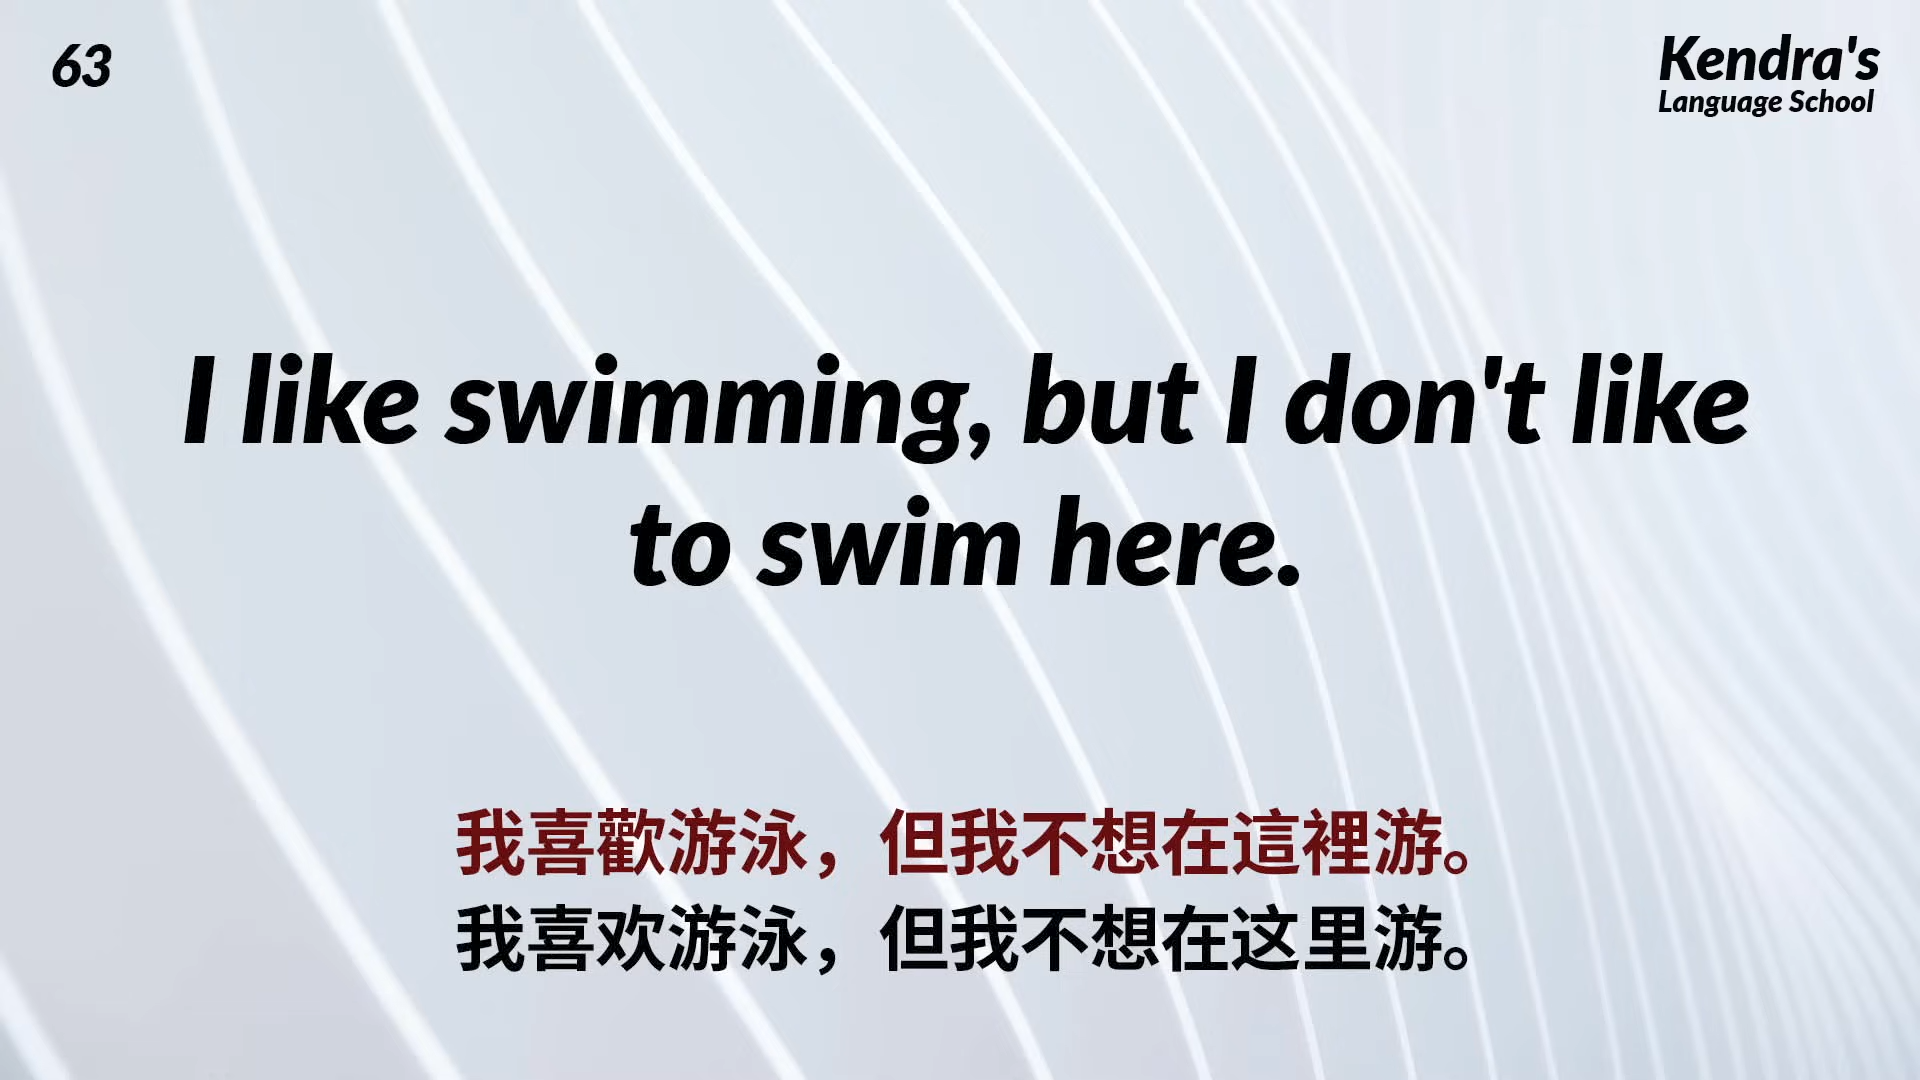 63
Kendra's
Language School
I like swimming, but I don't like
to swim here.
我喜歡游泳，但我不想在這裡游。
我喜欢游泳，但我不想在这里游。